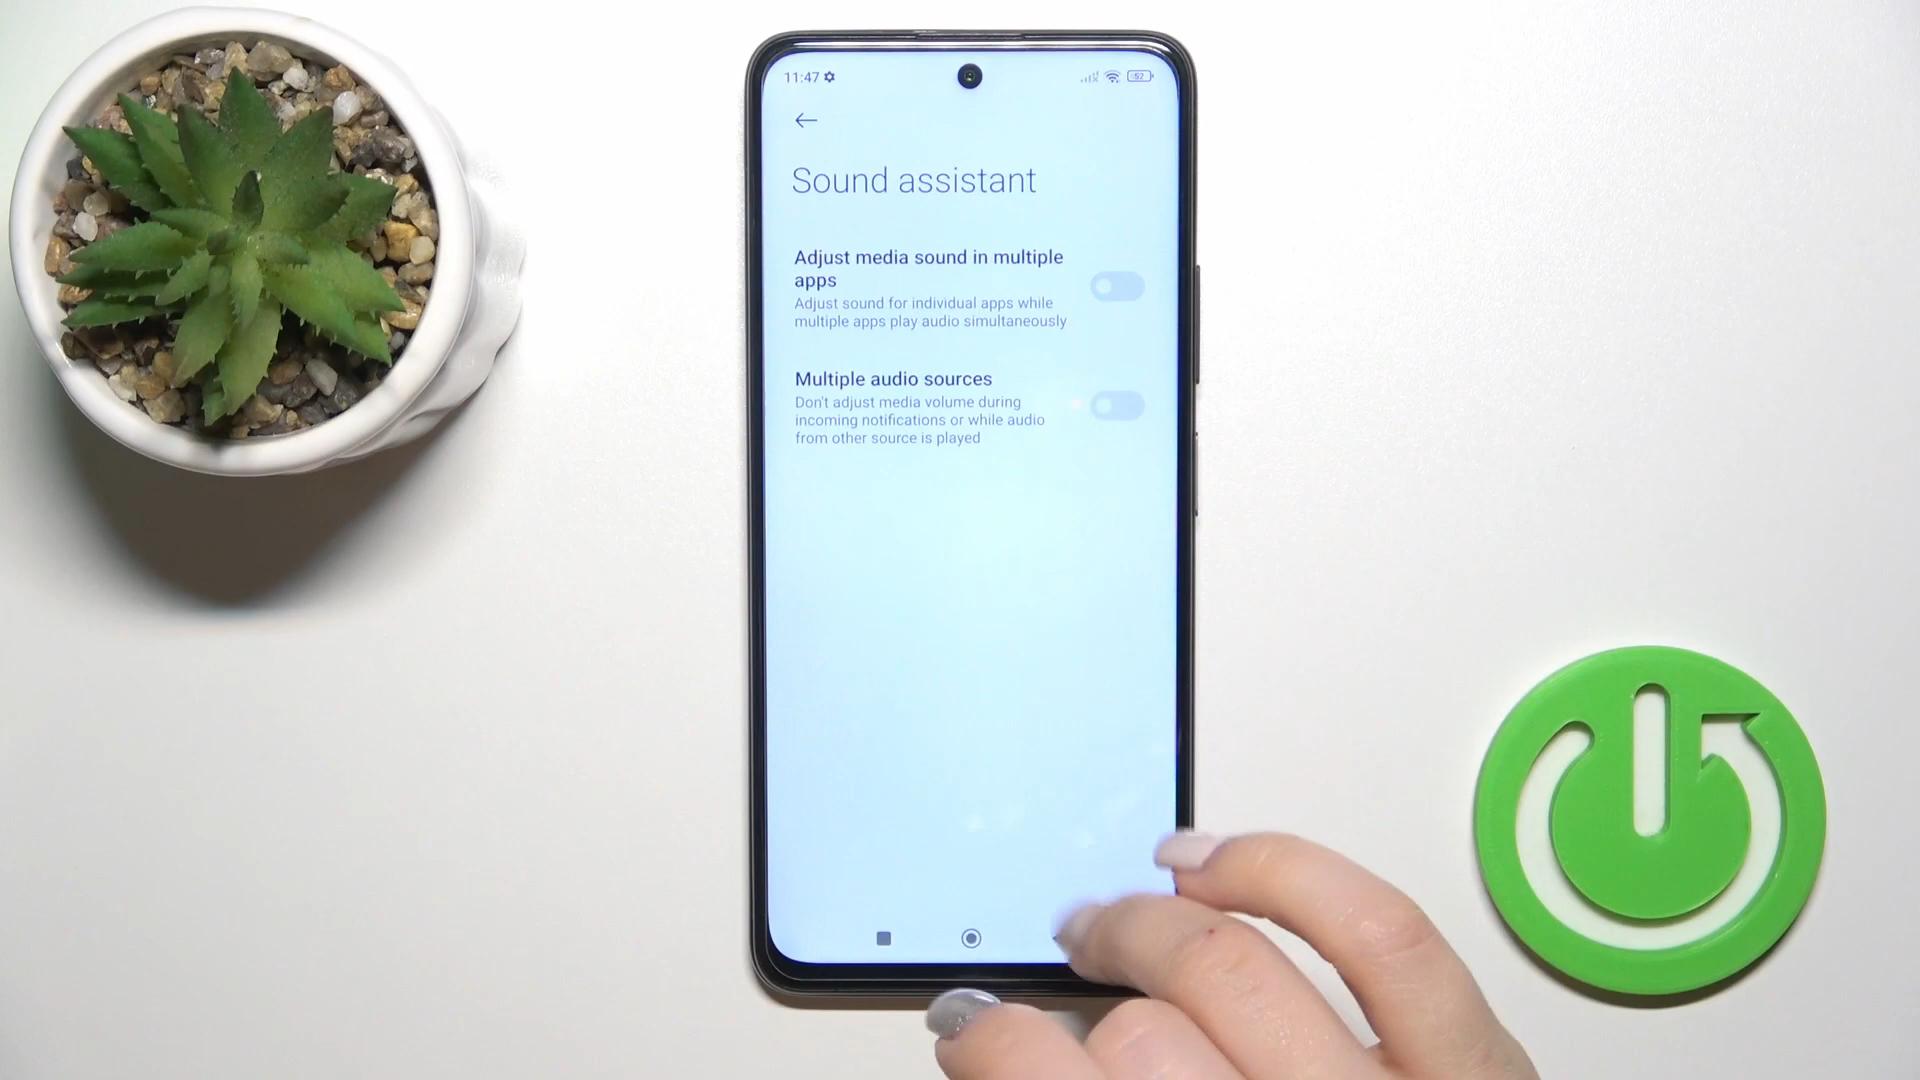 11:47
52
Sound assistant
Adjust media sound in multiple
apps
Adjust sound for individual apps while
multiple apps play audio simultaneously
Multiple audio sources
Don't adjust media volume during
incoming notifications or while audio
from other source is played